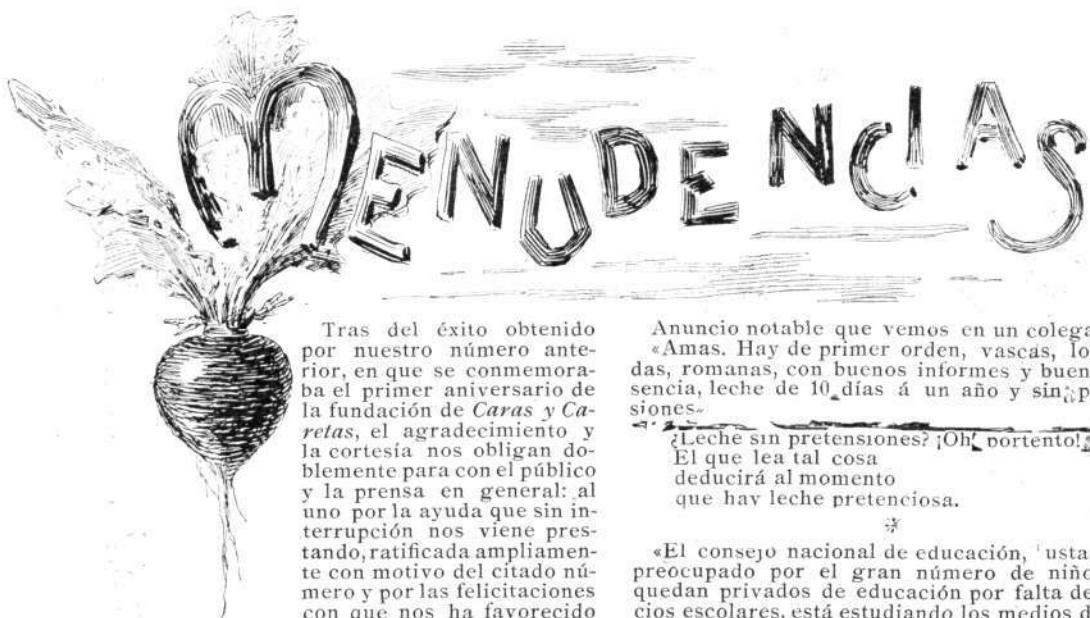 MENUDENCIAS
Tras del éxito obtenido
por nuestro número ante-
rior, en que se conmemora-
ba el primer aniversario de
la fundación de Caras y Ca-
retas, el agradecimiento y
la cortesía nos obligan do-
blemente para con el público
y la prensa en general: al
uno por la ayuda que sin in-
terrupción nos viene pres-
tando, ratificada ampliamen-
te con motivo del citado nú-
mero y por las felicitaciones
con que nos ha favorecido
Anuncio notable que vemos en un colega
«Amas. Hay de primer orden, vascas, lo
das, romanas, con buenos informes y buen
sencia, leche de 10 días á un año y sin p
siones»
¿Leche sin pretensiones? ¡Oh! portento!
El que lea tal cosa
deducirá al momento
que hay leche pretenciosa.
«El consejo nacional de educación, usta
preocupado por el gran número de niño
quedan privados de educación por falta de
cios escolares, está estudiando los medios d